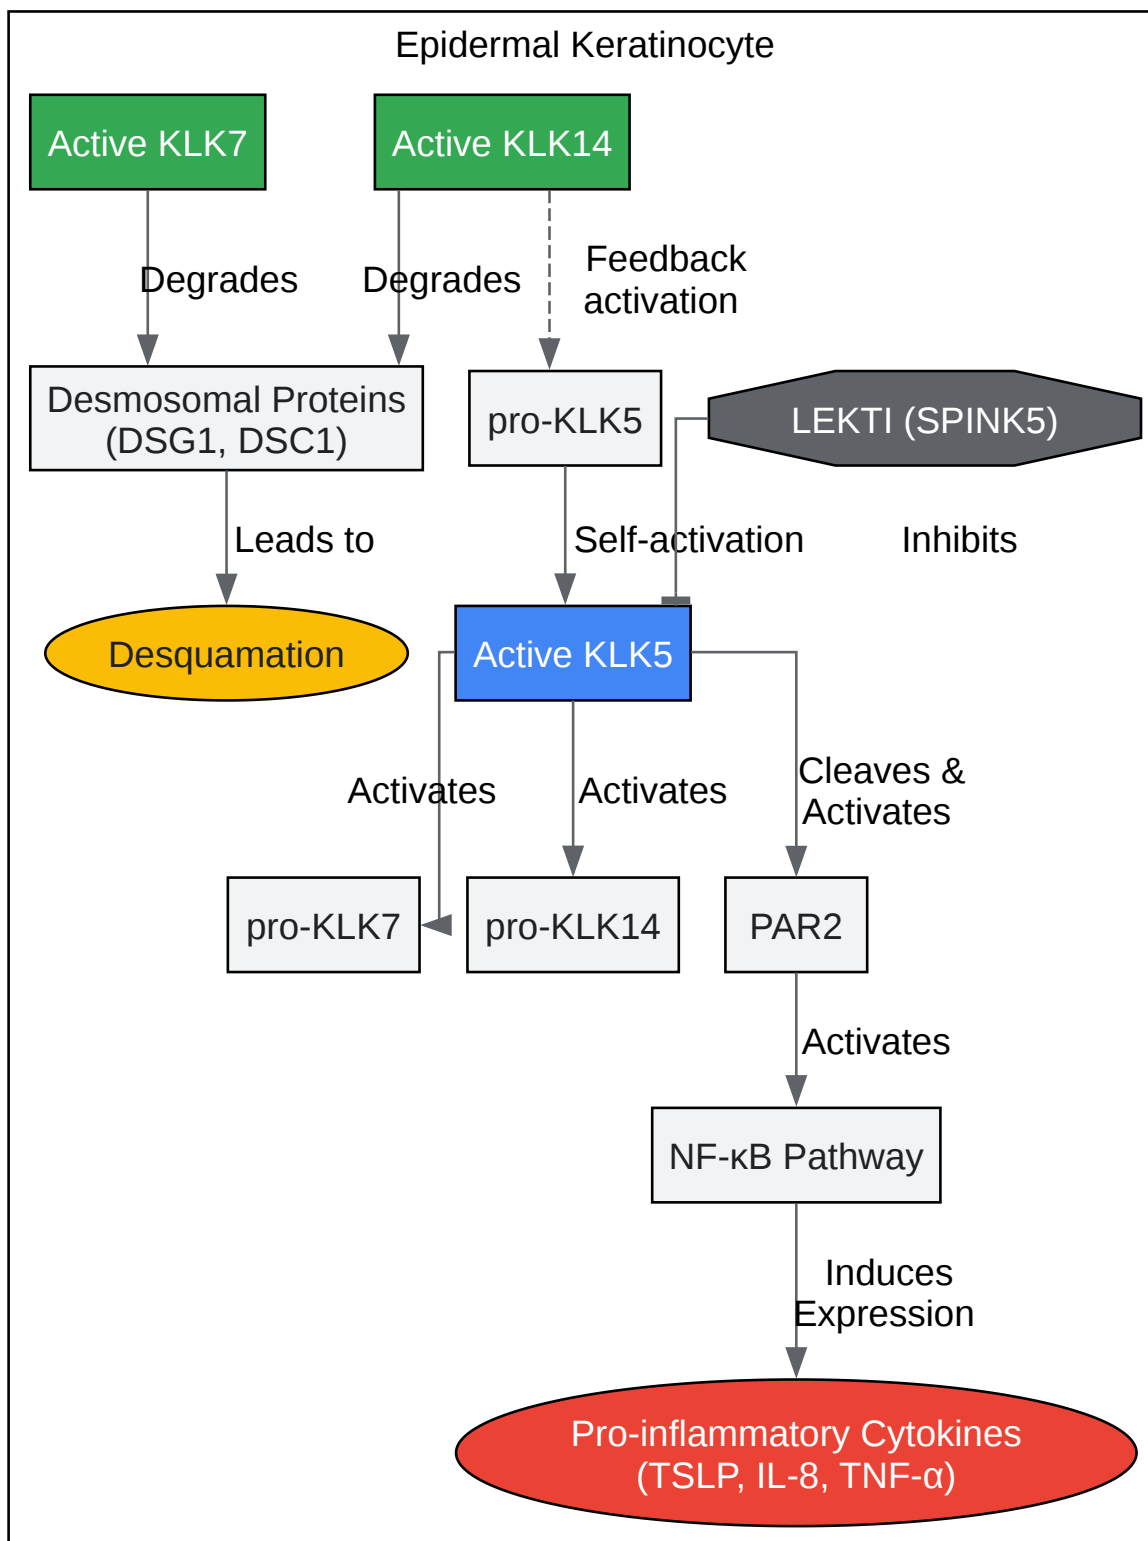 Epidermal Keratinocyte
Active KLK7
Active KLK14
Degrades
Degrades
Feedback
activation
Desmosomal Proteins
(DSG1, DSC1)
pro-KLK5
LEKTI (SPINK5)
Leads to
Self-activation
Inhibits
Desquamation
Active KLK5
Activates
Activates
Cleaves &
Activates
pro-KLK7
pro-KLK14
PAR2
Activates
NF-κB Pathway
Induces
Expression
Pro-inflammatory Cytokines
(TSLP, IL-8, TNF-α)